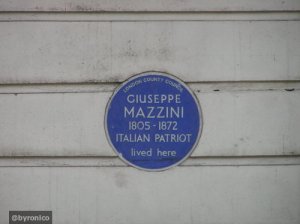 LONDON COUNTY COUNCIL
GIUSEPPE
MAZZINI
1805-1872
ITALIAN PATRIOT
lived here
@byronico